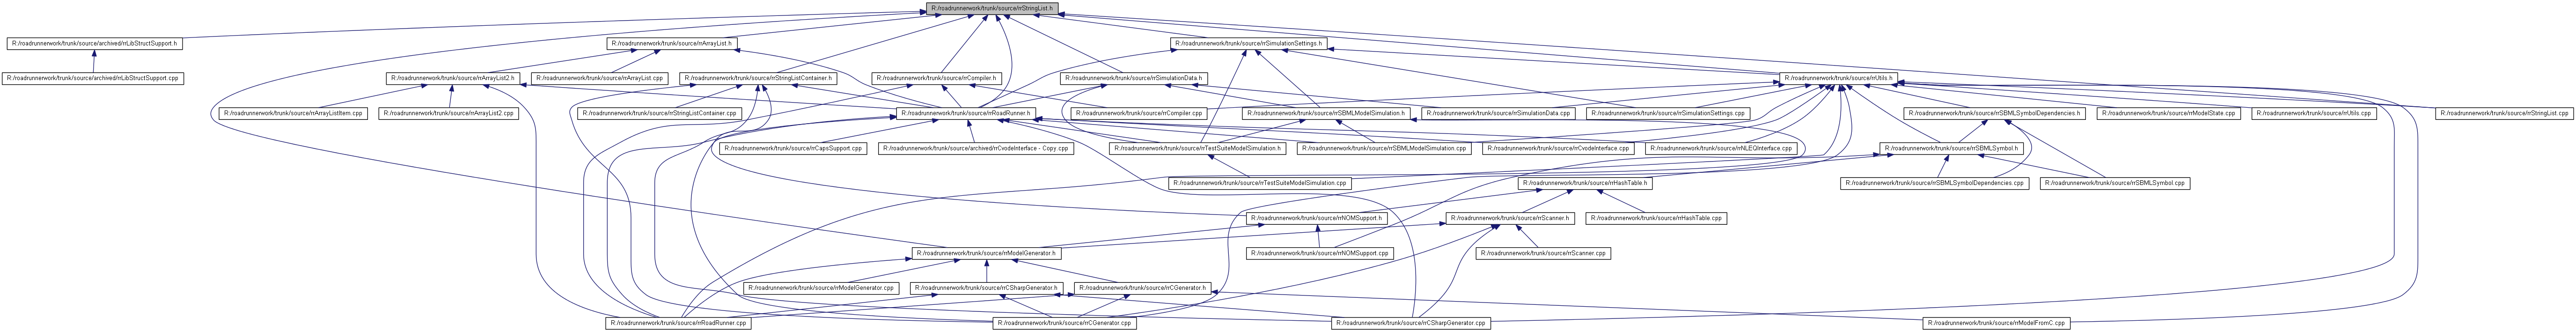 R:/roadrunnerwork/trunk/source/rrStringList.h
R:/roadrunnerwork/trunk/source/archived/rrLibStructSupport.h
R:/roadrunnerwork/trunk/source/rrArrayList.h
R:/roadrunnerwork/trunk/source/rrSimulationSettings.h
R:/roadrunnerwork/trunk/source/archived/rrLibStructSupport.cpp
R:/roadrunnerwork/trunk/source/rrArrayList2.h
R:/roadrunnerwork/trunk/source/rrArrayList.cpp
R:/roadrunnerwork/trunk/source/rrStringListContainer.h
R:/roadrunnerwork/trunk/source/rrCompiler.h
R:/roadrunnerwork/trunk/source/rrSimulationData.h
R:/roadrunnerwork/trunk/source/rrUtils.h
R:/roadrunnerwork/trunk/source/rrArrayListItem.cpp
R:/roadrunnerwork/trunk/source/rrArrayList2.cpp
R:/roadrunnerwork/trunk/source/rrStringListContainer.cpp
R:/roadrunnerwork/trunk/source/rrRoadRunner.h
R:/roadrunnerwork/trunk/source/rrCompiler.cpp
R:/roadrunnerwork/trunk/source/rrSBMLModelSimulation.h
R:/roadrunnerwork/trunk/source/rrSimulationData.cpp
R:/roadrunnerwork/trunk/source/rrSimulationSettings.cpp
R:/roadrunnerwork/trunk/source/rrSBMLSymbolDependencies.h
R:/roadrunnerwork/trunk/source/rrModelState.cpp
R:/roadrunnerwork/trunk/source/rrUtils.cpp
R:/roadrunnerwork/trunk/source/rrStringList.cpp
R:/roadrunnerwork/trunk/source/rrCapsSupport.cpp
R:/roadrunnerwork/trunk/source/archived/rrCvodeInterface - Copy.cpp
R:/roadrunnerwork/trunk/source/rrTestSuiteModelSimulation.h
R:/roadrunnerwork/trunk/source/rrSBMLModelSimulation.cpp
R:/roadrunnerwork/trunk/source/rrCvodeInterface.cpp
R:/roadrunnerwork/trunk/source/rrNLEQInterface.cpp
R:/roadrunnerwork/trunk/source/rrSBMLSymbol.h
R:/roadrunnerwork/trunk/source/rrTestSuiteModelSimulation.cpp
R:/roadrunnerwork/trunk/source/rrHashTable.h
R:/roadrunnerwork/trunk/source/rrSBMLSymbolDependencies.cpp
R:/roadrunnerwork/trunk/source/rrSBMLSymbol.cpp
R:/roadrunnerwork/trunk/source/rrNOMSupport.h
R:/roadrunnerwork/trunk/source/rrScanner.h
R:/roadrunnerwork/trunk/source/rrHashTable.cpp
R:/roadrunnerwork/trunk/source/rrModelGenerator.h
R:/roadrunnerwork/trunk/source/rrNOMSupport.cpp
R:/roadrunnerwork/trunk/source/rrScanner.cpp
R:/roadrunnerwork/trunk/source/rrModelGenerator.cpp
R:/roadrunnerwork/trunk/source/rrCSharpGenerator.h
R:/roadrunnerwork/trunk/source/rrCGenerator.h
R:/roadrunnerwork/trunk/source/rrRoadRunner.cpp
R:/roadrunnerwork/trunk/source/rrCGenerator.cpp
R:/roadrunnerwork/trunk/source/rrCSharpGenerator.cpp
R:/roadrunnerwork/trunk/source/rrModelFromC.cpp